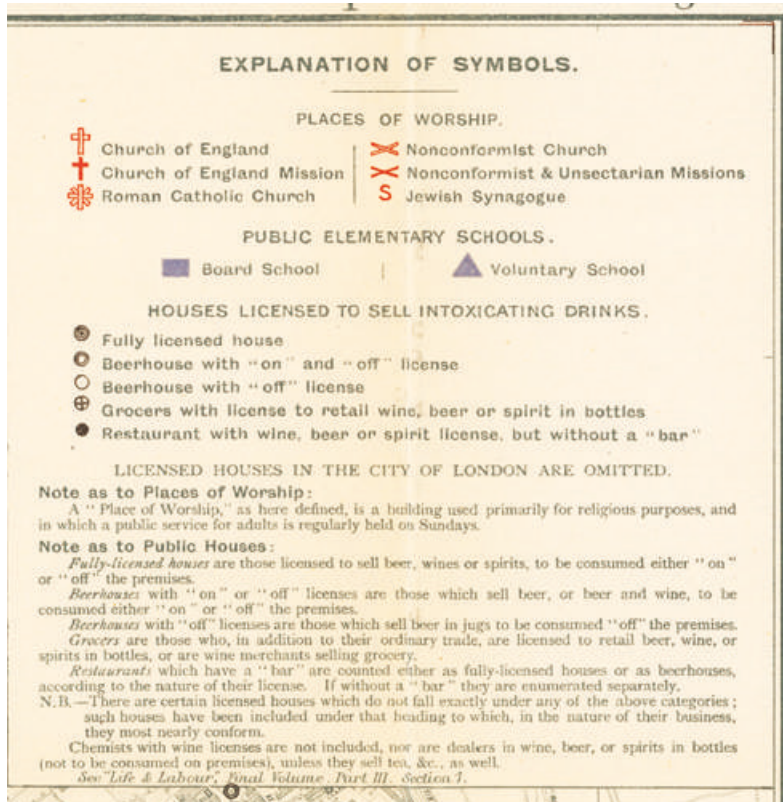 EXPLANATION OF SYMBOLS.
PLACES OF WORSHIP.
Church of England
Church of England Mission
Roman Catholic Church
Nonconformist Church
Nonconformist & Unsectarian Missions
S Jewish Synagogue
PUBLIC ELEMENTARY SCHOOLS.
Board School
Voluntary School
HOUSES LICENSED TO SELL INTOXICATING DRINKS.
Fully licensed house
Beerhouse with "on" and "off" license
Beerhouse with "off" license
Grocers with license to retail wine, beer or spirit in bottles
Restaurant with wine, beer or spirit license, but without a "bar"
LICENSED HOUSES IN THE CITY OF LONDON ARE OMITTED.
Note as to Places of Worship:
A "Place of Worship," as here defined, is a building used primarily for religious purposes, and
in which a public service for adults is regularly held on Sundays.
Note as to Public Houses:
Fully-licensed houses are those licensed to sell beer, wines or spirits, to be consumed either "on"
or "off" the premises.
Beerhouses with "on" or "off" licenses are those which sell beer, or beer and wine, to be
consumed either "on" or "off" the premises.
Beerhouses with "off" licenses are those which sell beer in jugs to be consumed "off" the premises.
Grocers are those who, in addition to their ordinary trade, are licensed to retail beer, wine, or
spirits in bottles, or are wine merchants selling grocery.
Restaurants which have a "bar" are counted either as fully-licensed houses or as beerhouses,
according to the nature of their license. If without a "bar" they are enumerated separately.
N.B.—There are certain licensed houses which do not fall exactly under any of the above categories;
such houses have been included under that heading to which, in the nature of their business,
they most nearly conform.
Chemists with wine licenses are not included, nor are dealers in wine, beer, or spirits in bottles
(not to be consumed on premises), unless they sell tea, &c., as well.
See "Life & Labour," Final Volume. Part III. Section 1.